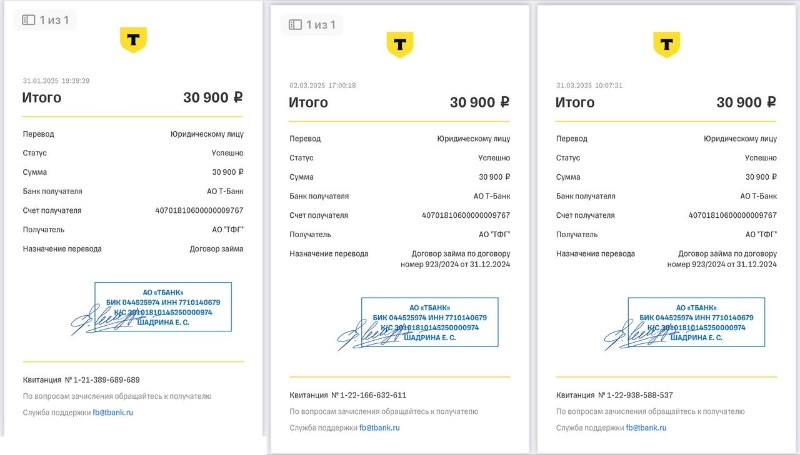 1 из 1
Т
31.01.2025 19:39:29
Итого 30 900 ₽
Перевод Юридическому лицу
Статус Успешно
Сумма 30 900 ₽
Банк получателя АО Т-Банк
Счет получателя 40701810600000009767
Получатель АО "ТФГ"
Назначение перевода Договор займа
АО «ТБАНК»
БИК 044525974 ИНН 7710140679
К/С 30101810145250000974
ШАДРИНА Е. С.
Квитанция № 1-21-389-689-689
По вопросам зачисления обращайтесь к получателю
Служба поддержки fb@tbank.ru
1 из 1
Т
02.03.2025 17:00:18
Итого 30 900 ₽
Перевод Юридическому лицу
Статус Успешно
Сумма 30 900 ₽
Банк получателя АО Т-Банк
Счет получателя 40701810600000009767
Получатель АО "ТФГ"
Назначение перевода Договор займа по договору
номер 923/2024 от 31.12.2024
АО «ТБАНК»
БИК 044525974 ИНН 7710140679
К/С 30101810145250000974
ШАДРИНА Е. С.
Квитанция № 1-22-166-632-611
По вопросам зачисления обращайтесь к получателю
Служба поддержки fb@tbank.ru
Т
31.03.2025 10:07:31
Итого 30 900 ₽
Перевод Юридическому лицу
Статус Успешно
Сумма 30 900 ₽
Банк получателя АО Т-Банк
Счет получателя 40701810600000009767
Получатель АО "ТФГ"
Назначение перевода Договор займа по договору
номер 923/2024 от 31.12.2024
АО «ТБАНК»
БИК 044525974 ИНН 7710140679
К/С 30101810145250000974
ШАДРИНА Е. С.
Квитанция № 1-22-938-588-537
По вопросам зачисления обращайтесь к получателю
Служба поддержки fb@tbank.ru